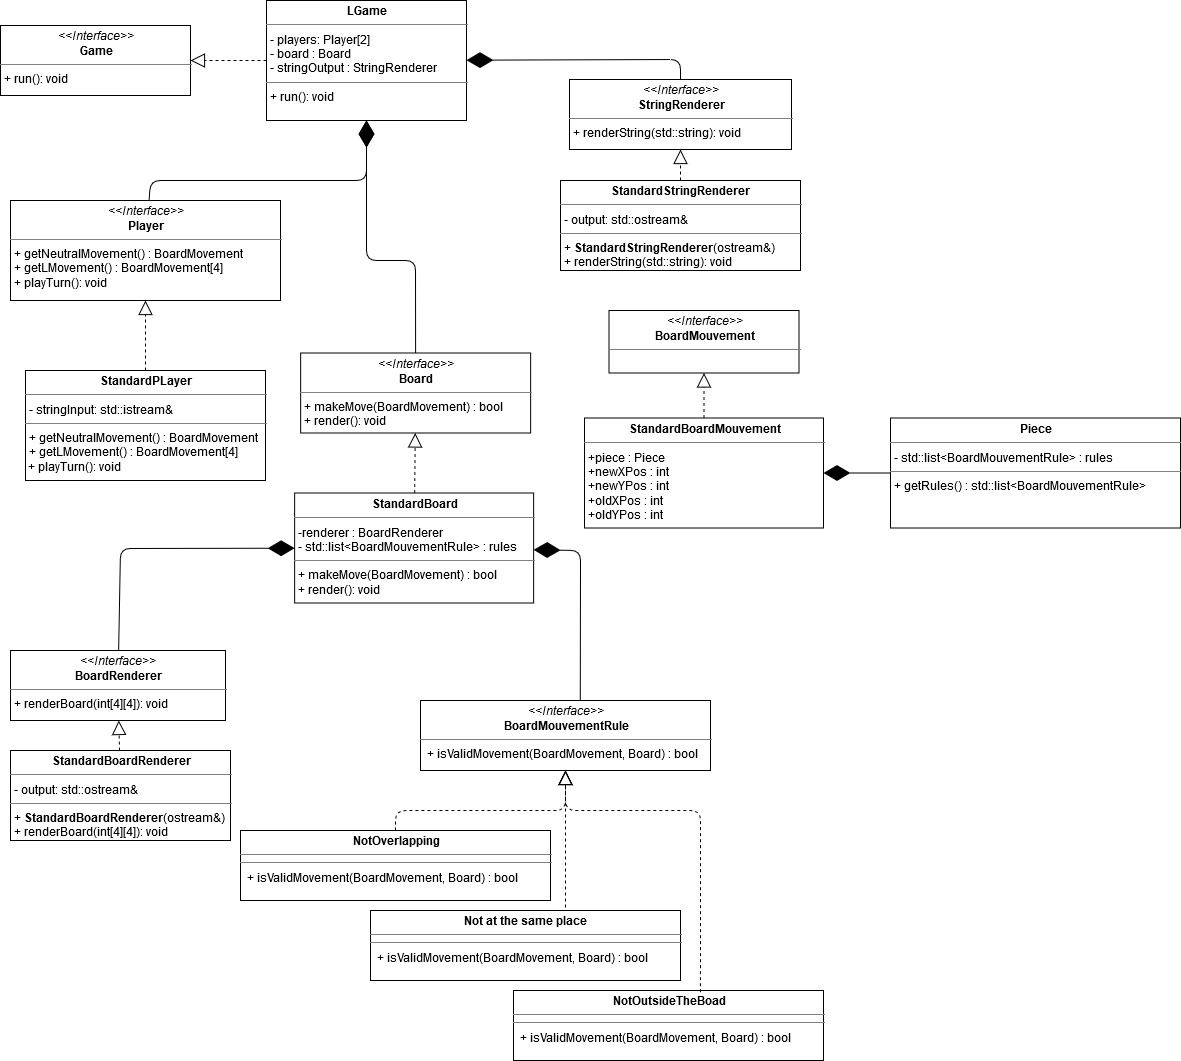 LGame
- players: Player[2]
- board : Board
- stringOutput : StringRenderer
+ run(): void
<<Interface>>
Game
+ run(): void
<<Interface>>
StringRenderer
+ renderString(std::string): void
StandardStringRenderer
- output: std::ostream&
+ StandardStringRenderer(ostream&)
+ renderString(std::string): void
<<Interface>>
Player
+ getNeutralMovement() : BoardMovement
+ getLMovement() : BoardMovement[4]
+ playTurn(): void
StandardPLayer
- stringInput: std::istream&
+ getNeutralMovement() : BoardMovement
+ getLMovement() : BoardMovement[4]
+ playTurn(): void
<<Interface>>
Board
+ makeMove(BoardMovement) : bool
+ render(): void
<<Interface>>
BoardMouvement
StandardBoardMouvement
+piece : Piece
+newXPos : int
+newYPos : int
+oldXPos : int
+oldYPos : int
Piece
- std::list<BoardMouvementRule> : rules
+ getRules() : std::list<BoardMouvementRule>
StandardBoard
-renderer : BoardRenderer
- std::list<BoardMouvementRule> : rules
+ makeMove(BoardMovement) : bool
+ render(): void
<<Interface>>
BoardRenderer
+ renderBoard(int[4][4]): void
StandardBoardRenderer
- output: std::ostream&
+ StandardBoardRenderer(ostream&)
+ renderBoard(int[4][4]): void
<<Interface>>
BoardMouvementRule
+ isValidMovement(BoardMovement, Board) : bool
NotOverlapping
+ isValidMovement(BoardMovement, Board) : bool
Not at the same place
+ isValidMovement(BoardMovement, Board) : bool
NotOutsideTheBoad
+ isValidMovement(BoardMovement, Board) : bool